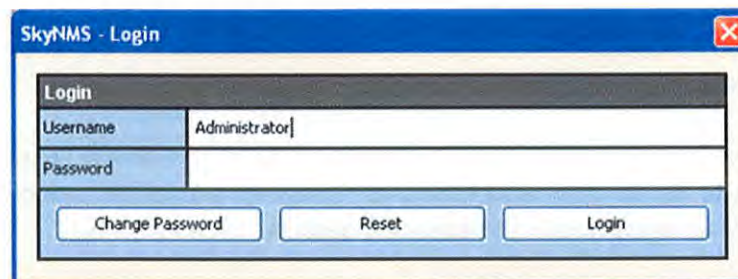 SkyNMS - Login
Login
Username Administrator
Password
Change Password Reset Login